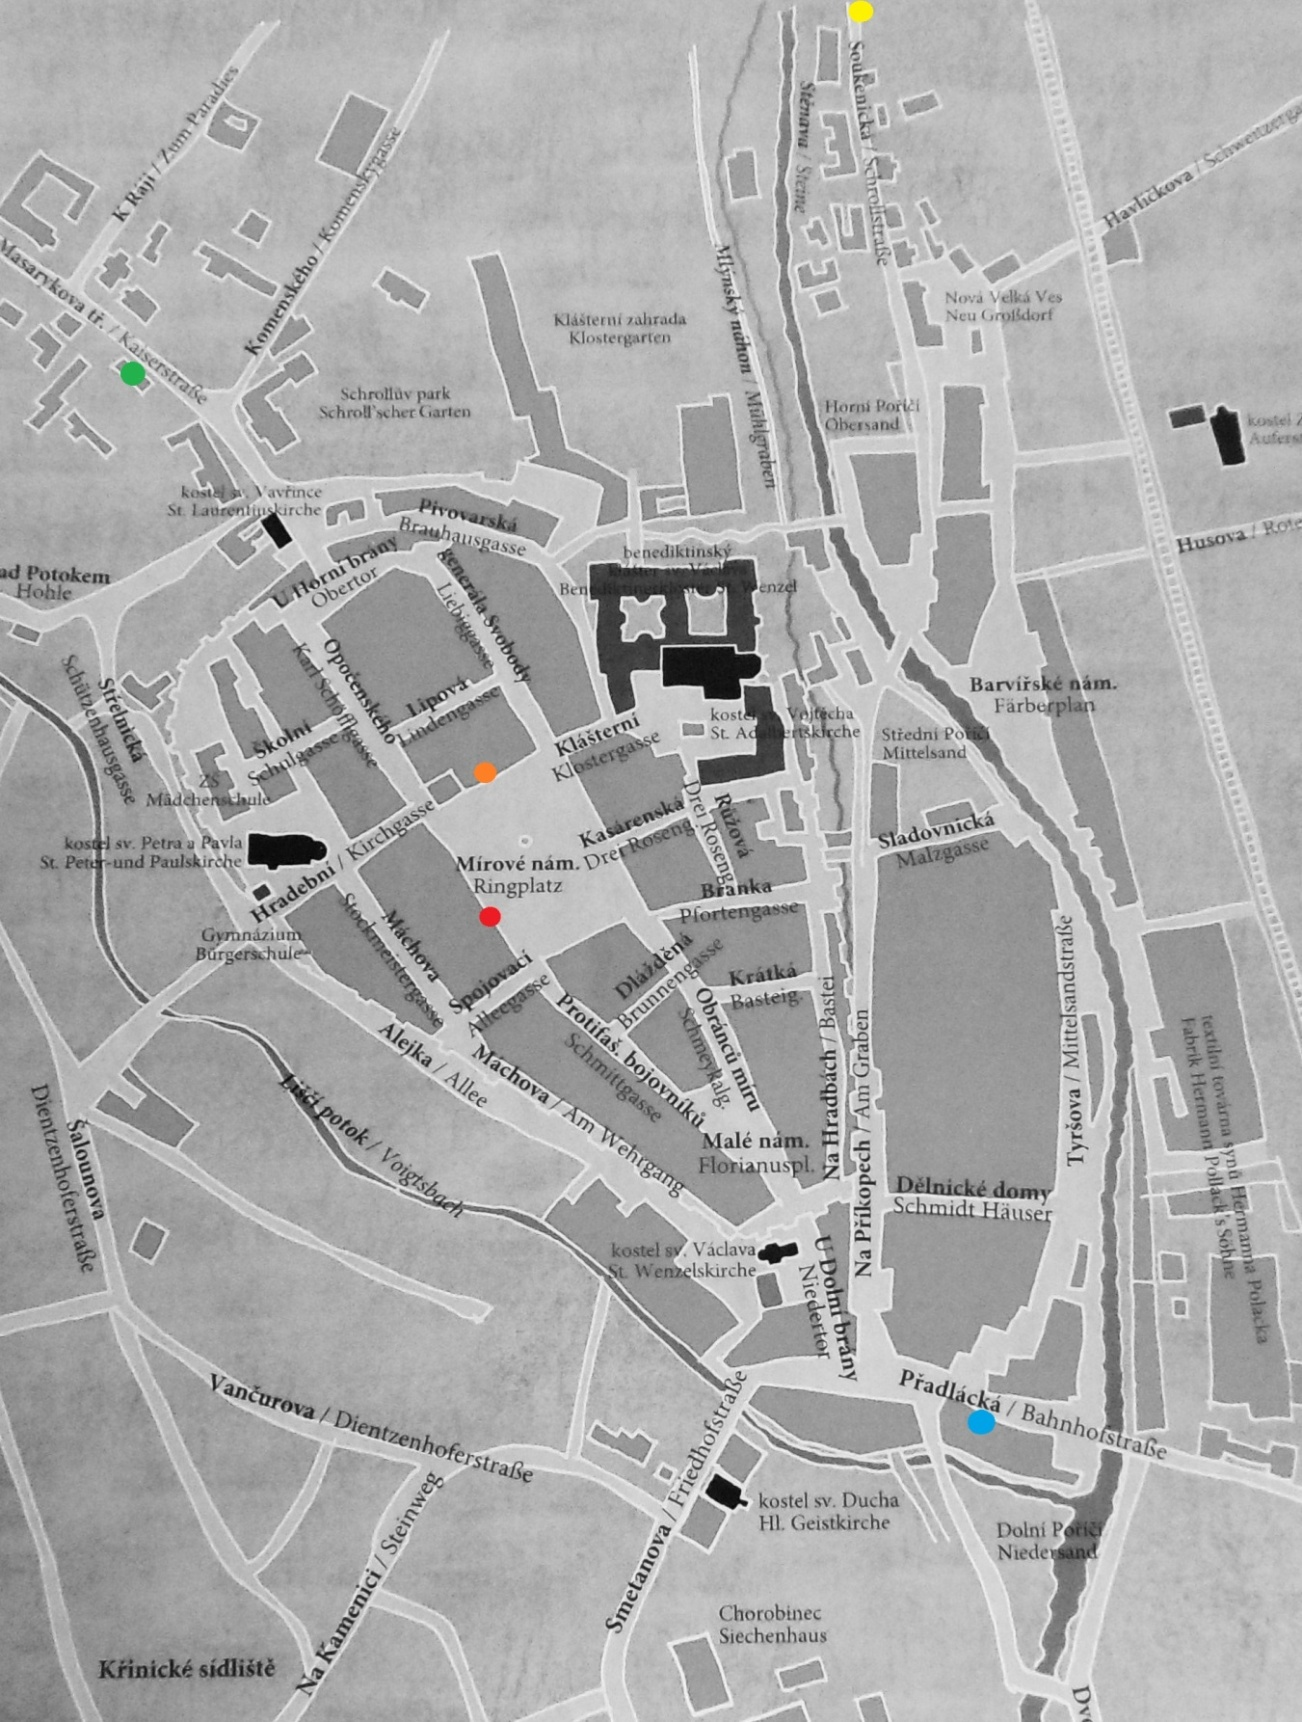 K Ráji / Zum Paradies
Masarykova tř. / Kaiserstraße
Komenského / Komenskygasse
Stěnava / Steine
Soukenická / Schrollstraße
Havlíčkova /
Mlýnský náhon / Mühlgraben
Nová Velká Ves
Neu Großdorf
Klášterní zahrada
Klostergarten
Schrollův park
Schroll'scher Garten
Horní Poříčí
Obersand
kostel
kostel sv. Vavřince
St. Laurentiuskirche
Pivovarská
Brauhausgasse
Husova /
ad Potokem
Hohle
U Horní brány
Obertor
generála Svobody
Liebiggasse
benediktinský
klášter sv. Václava
Benediktinerkloster St. Wenzel
Opočenského
Karl Schöfflgasse
Lipová
Lindengasse
Střelnická
Schützenhausgasse
Školní
Schulgasse
ZŠ
Mädchenschule
Klášterní
Klostergasse
kostel sv. Vojtěcha
St. Adalbertskirche
Barvířské nám.
Färberplan
Střední Poříčí
Mittelsand
kostel sv. Petra a Pavla
St. Peter-und Paulskirche
Hradební / Kirchgasse
Mírové nám.
Ringplatz
Kasárenská
Drei Roseng.
Růžová
Drei Roseng.
Sladovnická
Malzgasse
Branka
Pfortengasse
Gymnázium
Bürgerschule
Máchova
Stockmeistergasse
Spojovací
Alleegasse
Dlážděná
Brunnengasse
Krátká
Basteig.
Protifaš. bojovníků
Schmittgasse
Obránců míru
Schmeykalg.
Na Hradbách / Bastei
Na Příkopech / Am Graben
Tyršova / Mittelsandstraße
textilní továrna synů Hermanna Polacka
Fabrik Hermann Pollack's Söhne
Alejka / Allee
Máchova / Am Wehrgang
Liščí potok / Voigtsbach
Šalounova
Dientzenhoferstraße
Malé nám.
Florianuspl.
Dělnické domy
Schmidt Häuser
kostel sv. Václava
St. Wenzelskirche
U Dolní brány
Niedertor
Vančurova / Dientzenhoferstraße
Přadlácká / Bahnhofstraße
Smetanova / Friedhofstraße
kostel sv. Ducha
Hl. Geistkirche
Dolní Poříčí
Niedersand
Na Kamenici / Steinweg
Chorobinec
Siechenhaus
Křinické sídliště